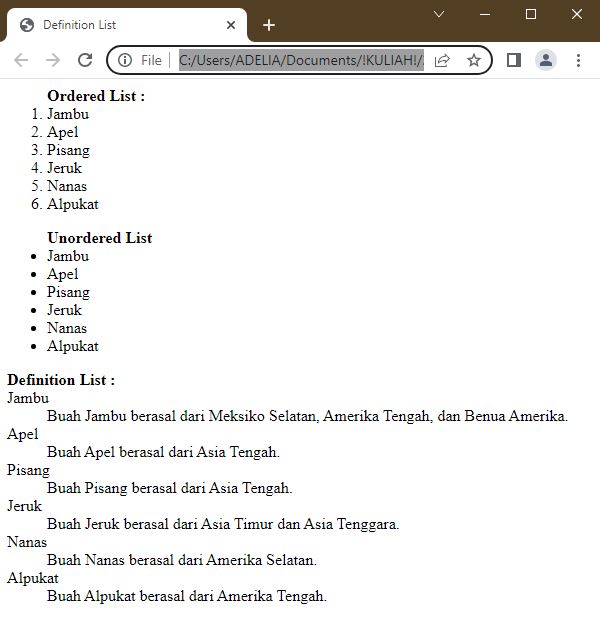 Definition List
File | C:/Users/ADELIA/Documents/!KULIAH!/
Ordered List :
1. Jambu
2. Apel
3. Pisang
4. Jeruk
5. Nanas
6. Alpukat
Unordered List
• Jambu
• Apel
• Pisang
• Jeruk
• Nanas
• Alpukat
Definition List :
Jambu
Buah Jambu berasal dari Meksiko Selatan, Amerika Tengah, dan Benua Amerika.
Apel
Buah Apel berasal dari Asia Tengah.
Pisang
Buah Pisang berasal dari Asia Tengah.
Jeruk
Buah Jeruk berasal dari Asia Timur dan Asia Tenggara.
Nanas
Buah Nanas berasal dari Amerika Selatan.
Alpukat
Buah Alpukat berasal dari Amerika Tengah.